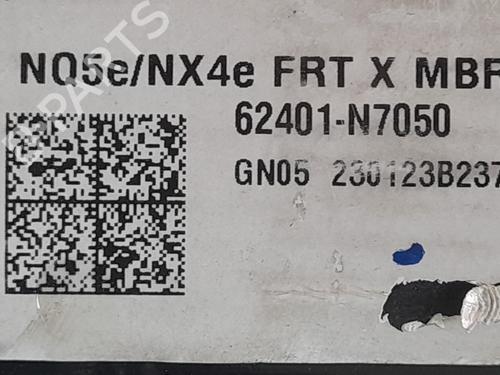 NQ5e/NX4e FRT X MBR
62401-N7050
GN05 230123B237